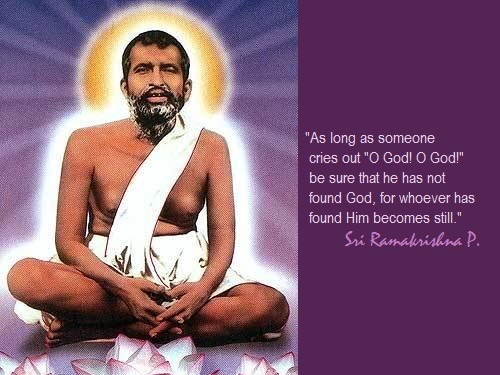 "As long as someone
cries out "O God! O God!"
be sure that he has not
found God, for whoever has
found Him becomes still."
Sri Ramakrishna P.